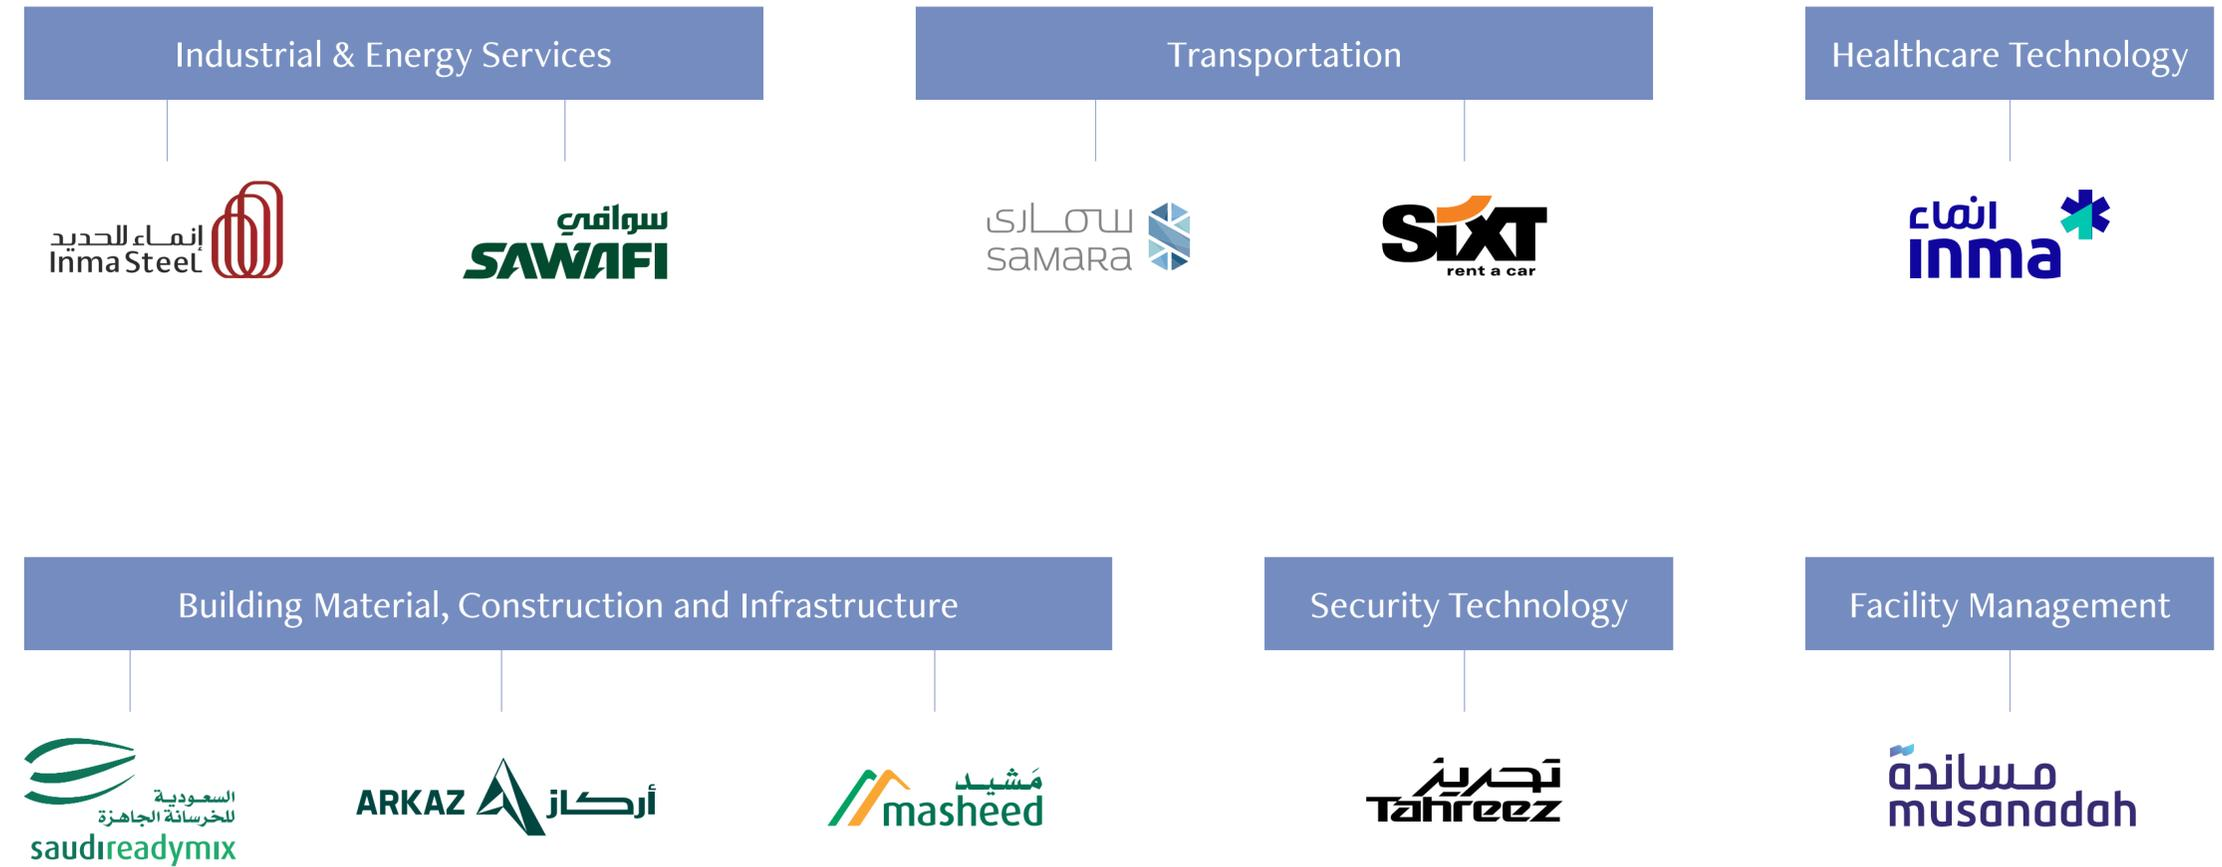 Industrial & Energy Services
إنماء للحديد
Inma Steel
سوافي
SAWAFI
Transportation
سمارى
SAMARA
SIXT
rent a car
Healthcare Technology
انماء
inma
Building Material, Construction and Infrastructure
السعودية
للخرسانة الجاهزة
saudireadymix
ARKAZ أركاز
مَشيد
masheed
Security Technology
تحريز
Tahreez
Facility Management
مساندة
musanadah